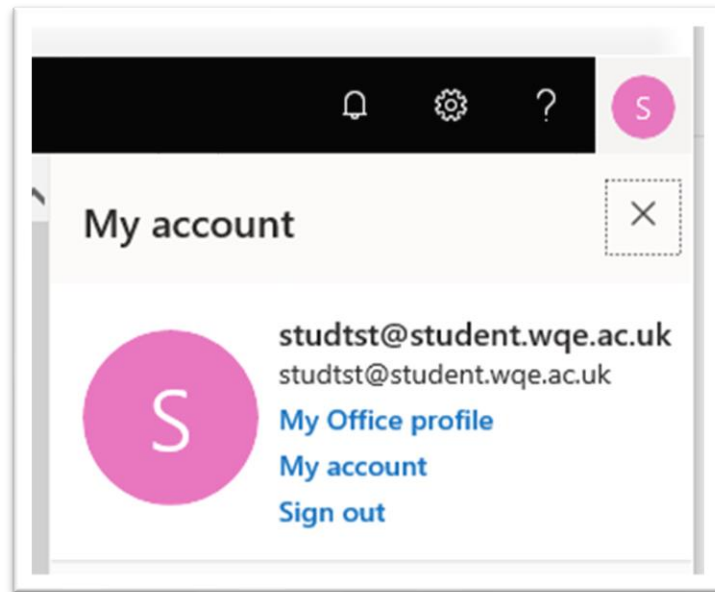 ? S
My account
S
studtst@student.wqe.ac.uk
studtst@student.wqe.ac.uk
My Office profile
My account
Sign out